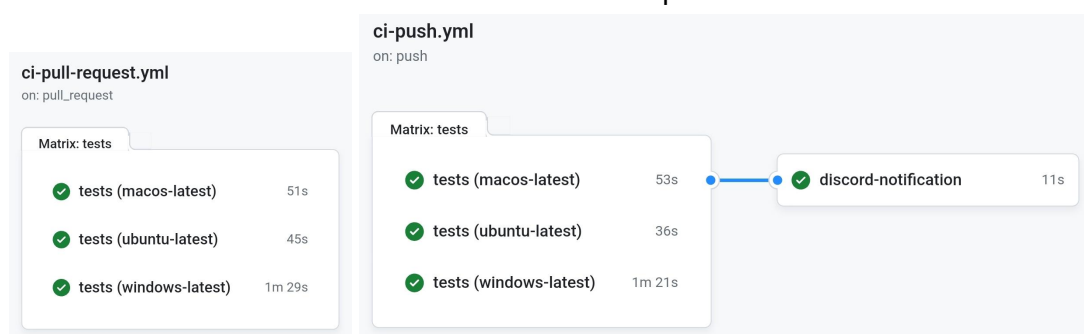 ci-pull-request.yml
on: pull_request
Matrix: tests
tests (macos-latest) 51s
tests (ubuntu-latest) 45s
tests (windows-latest) 1m 29s
ci-push.yml
on: push
Matrix: tests
tests (macos-latest) 53s
tests (ubuntu-latest) 36s
tests (windows-latest) 1m 21s
discord-notification 11s